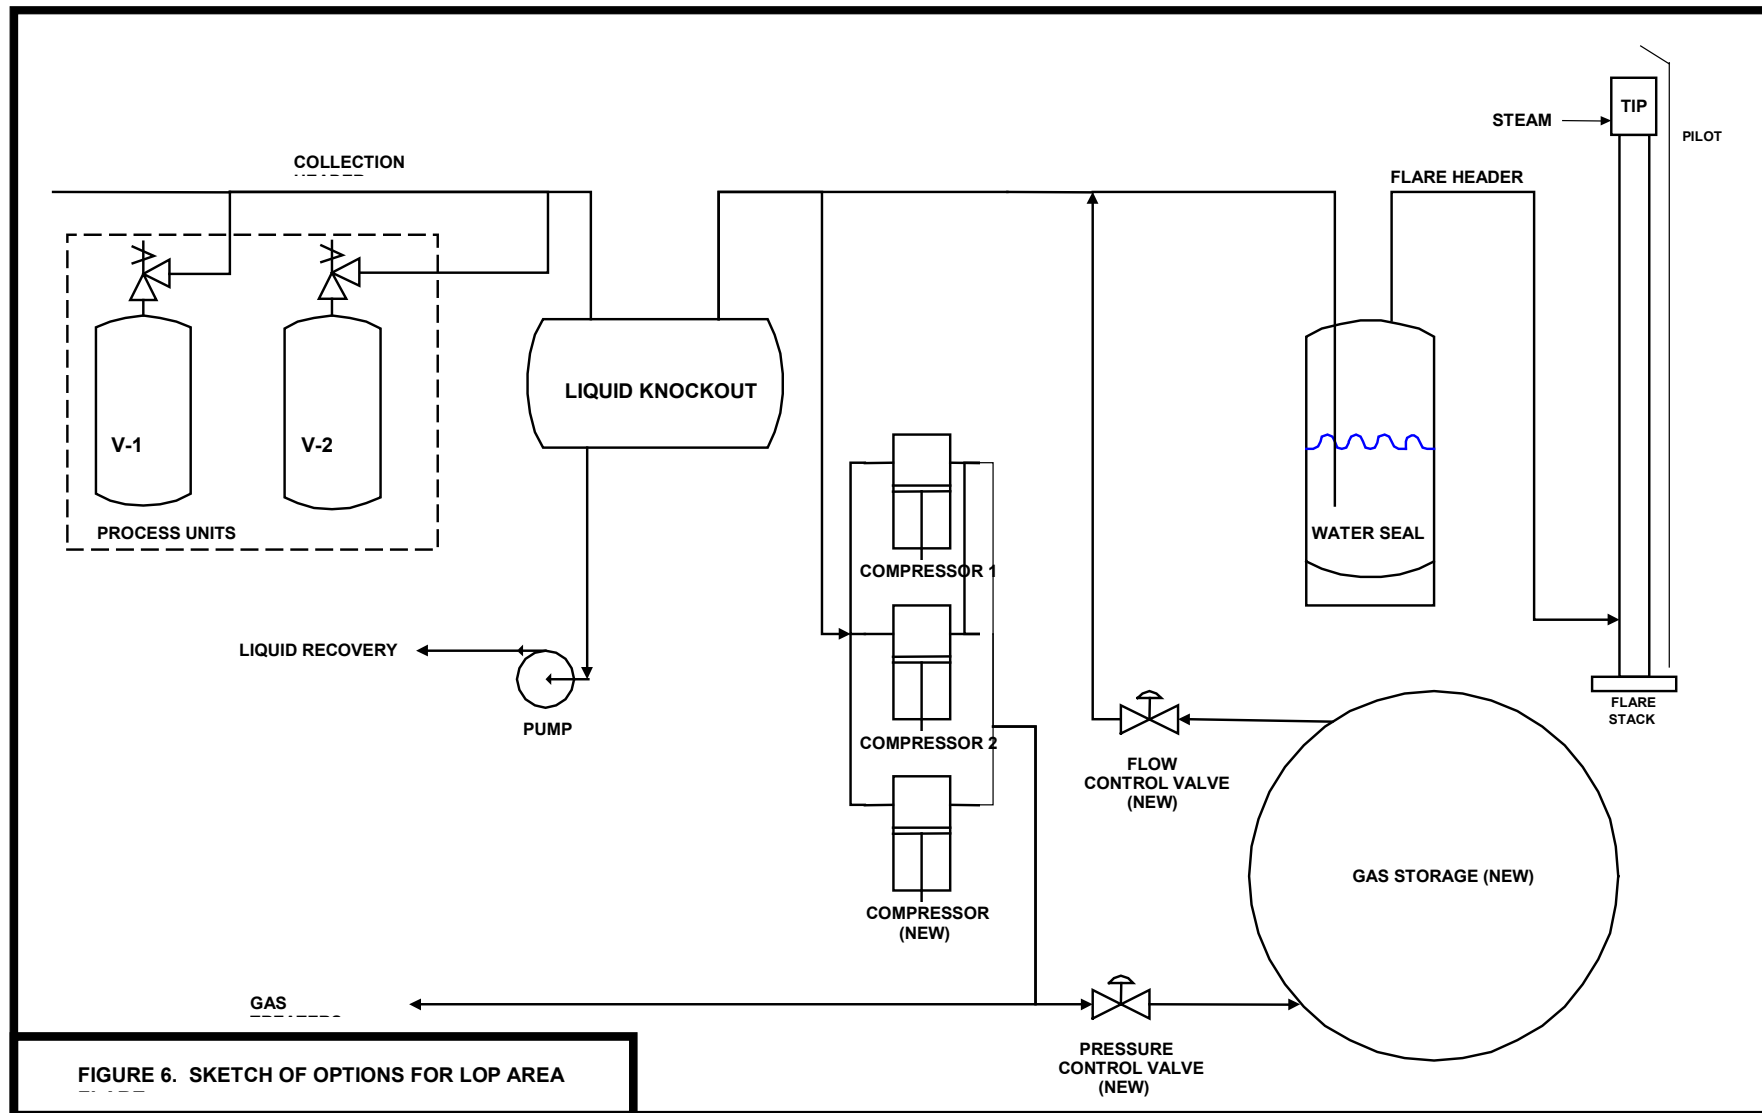 TIP
STEAM
PILOT
COLLECTION
FLARE HEADER
LIQUID KNOCKOUT
V-1
V-2
PROCESS UNITS
WATER SEAL
COMPRESSOR 1
LIQUID RECOVERY
PUMP
COMPRESSOR 2
FLARE
STACK
FLOW
CONTROL VALVE
(NEW)
GAS STORAGE (NEW)
COMPRESSOR
(NEW)
GAS
PRESSURE
CONTROL VALVE
(NEW)
FIGURE 6.  SKETCH OF OPTIONS FOR LOP AREA